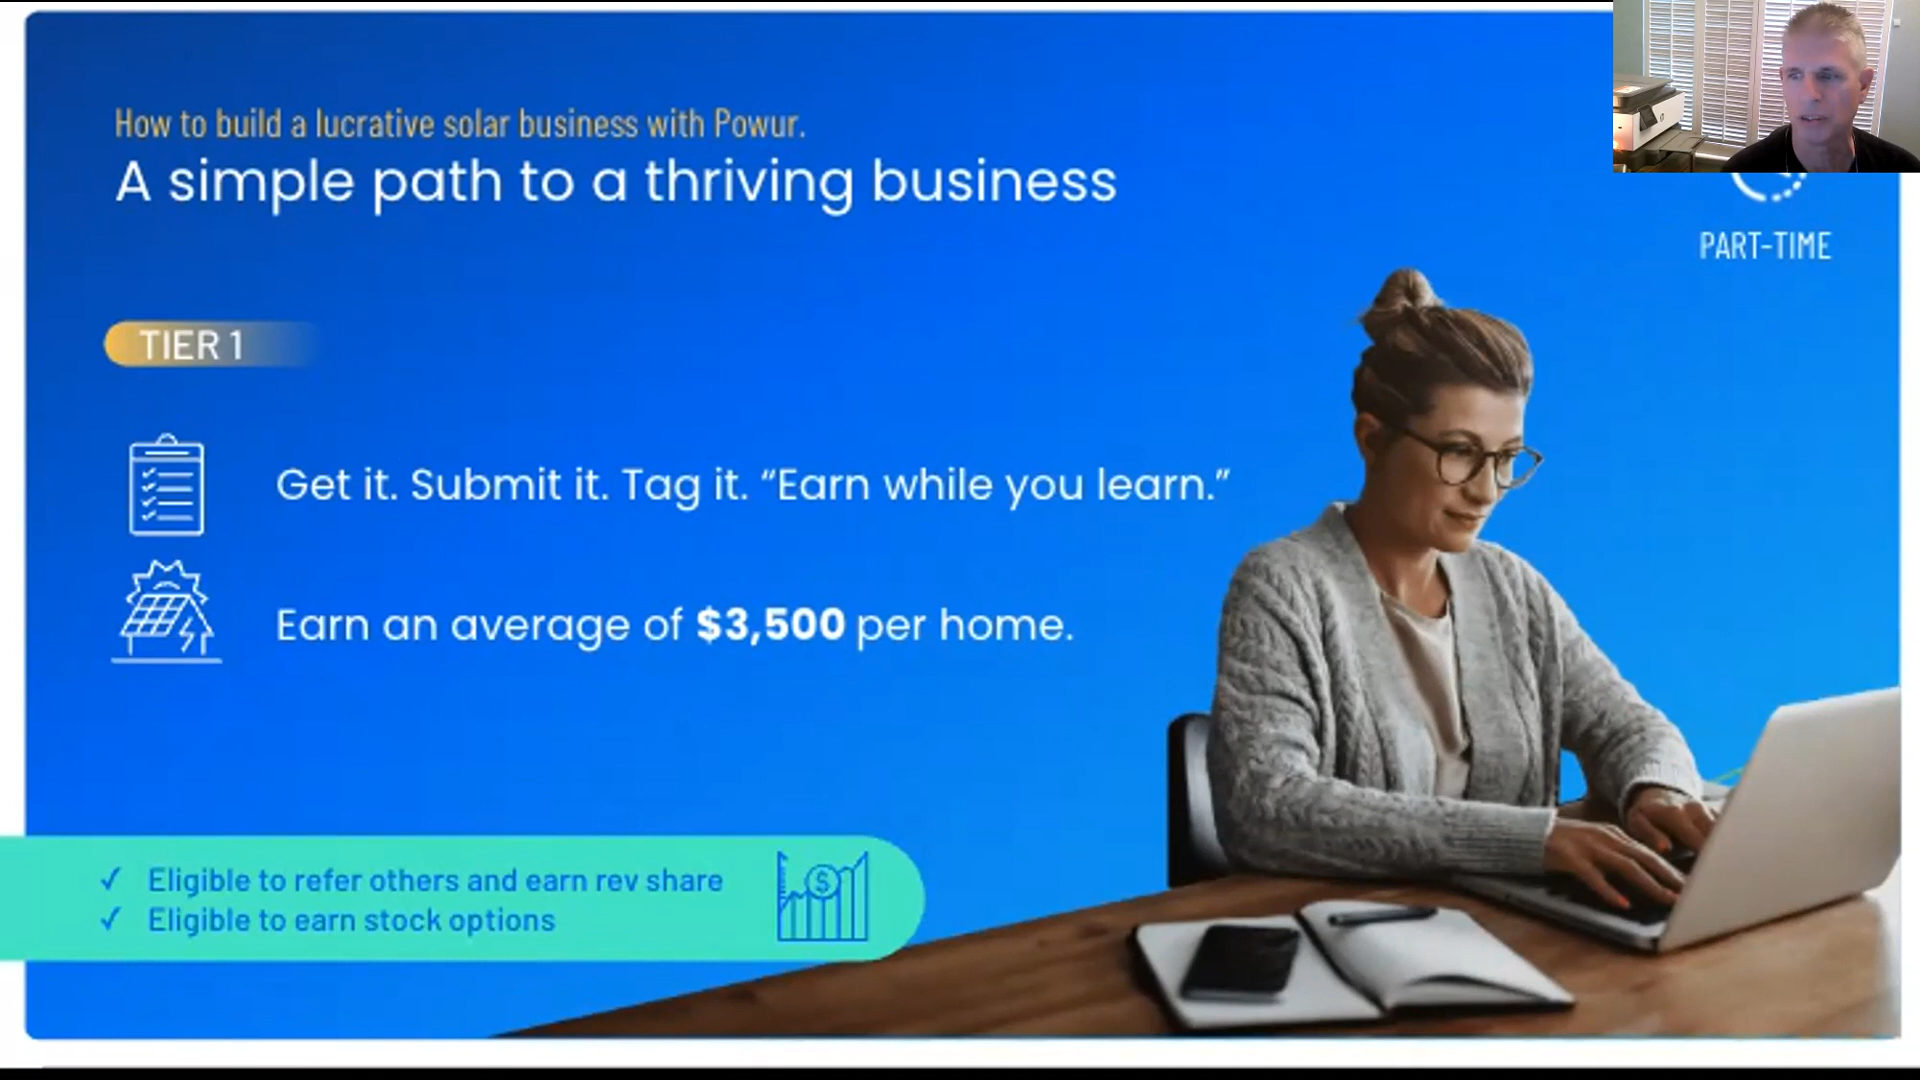 How to build a lucrative solar business with Powur.
A simple path to a thriving business
PART-TIME
TIER 1
Get it. Submit it. Tag it. “Earn while you learn.”
Earn an average of $3,500 per home.
✓ Eligible to refer others and earn rev share
✓ Eligible to earn stock options